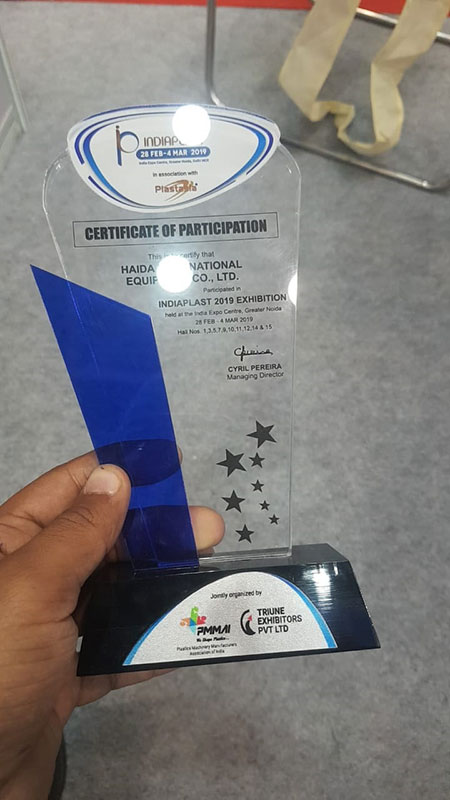 ip INDIAP
28 FEB-4 MAR 2019
India Expo Centre, Greater Noida, Delhi NCR
In association with
Plastasia
CERTIFICATE OF PARTICIPATION
This is certify that
HAIDA NATIONAL
EQUIP CO., LTD.
Participated in
INDIAPLAST 2019 EXHIBITION
held at the India Expo Centre, Greater Noida
28 FEB - 4 MAR 2019
Hall Nos. 1,3,5,7,9,10,11,12,14 & 15
CYRIL PEREIRA
Managing Director
Jointly organized by
PMMAI
We Shape Plastics...
Plastics Machinery Manufacturers
Association of India
TRIUNE
EXHIBITORS
PVT LTD